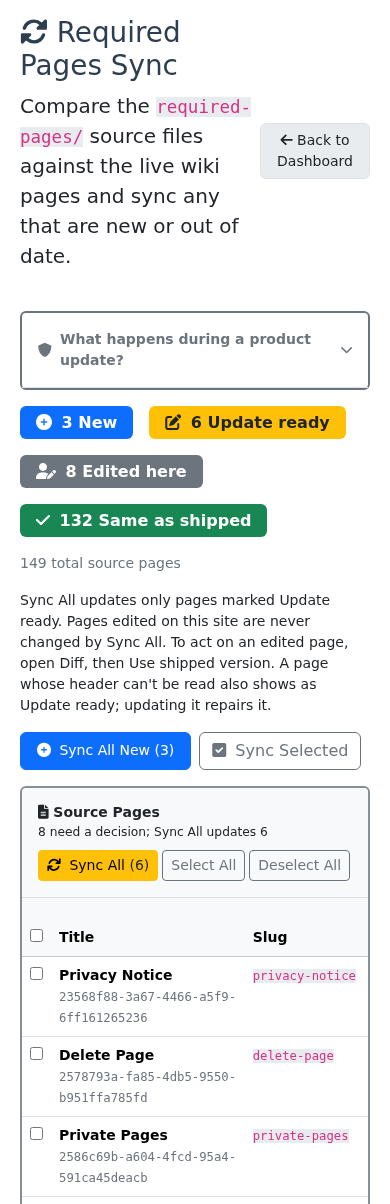 Required
Pages Sync
Compare the required-
pages/ source files
against the live wiki
pages and sync any
that are new or out of
date.
Back to
Dashboard
What happens during a product
update?
3 New
6 Update ready
8 Edited here
132 Same as shipped
149 total source pages
Sync All updates only pages marked Update
ready. Pages edited on this site are never
changed by Sync All. To act on an edited page,
open Diff, then Use shipped version. A page
whose header can't be read also shows as
Update ready; updating it repairs it.
Sync All New (3)
Sync Selected
Source Pages
8 need a decision; Sync All updates 6
Sync All (6)
Select All
Deselect All
Title
Slug
Privacy Notice
privacy-notice
23568f88-3a67-4466-a5f9-
6ff161265236
Delete Page
delete-page
2578793a-fa85-4db5-9550-
b951ffa785fd
Private Pages
private-pages
2586c69b-a604-4fcd-95a4-
591ca45deacb